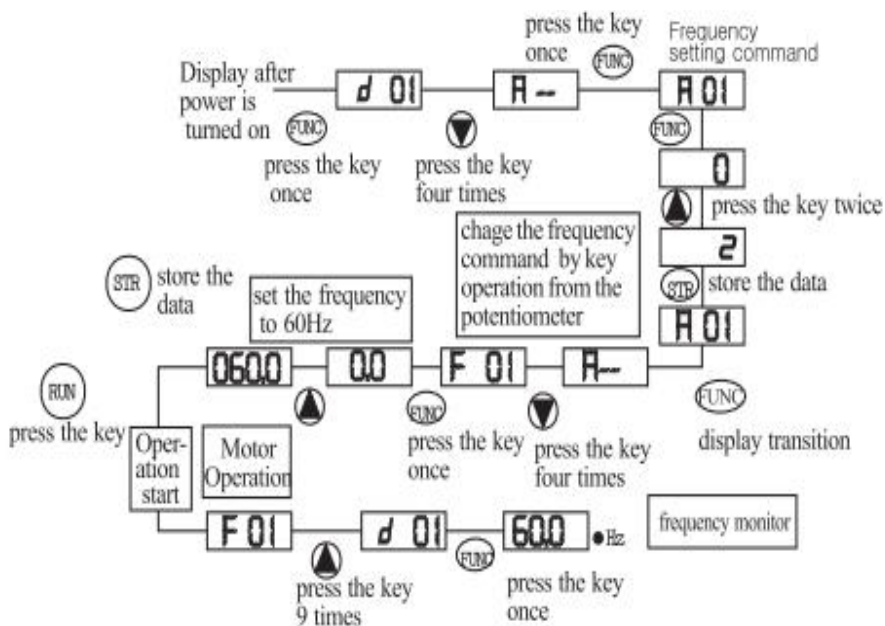 press the key
once
FUNC
Frequency
setting command
Display after
power is
turned on
d 01
A --
A 01
FUNC
press the key
once
press the key
four times
FUNC
0
press the key twice
2
STR
store the data
A 01
chage the frequency
command by key
operation from the
potentiometer
STR
store the
data
set the frequency
to 60Hz
060.0
0.0
F 01
A--
FUNC
display transition
RUN
press the key
FUNC
press the key
once
press the key
four times
Oper-
ation
start
Motor
Operation
F 01
d 01
60.0
•Hz
frequency monitor
FUNC
press the key
9 times
press the key
once